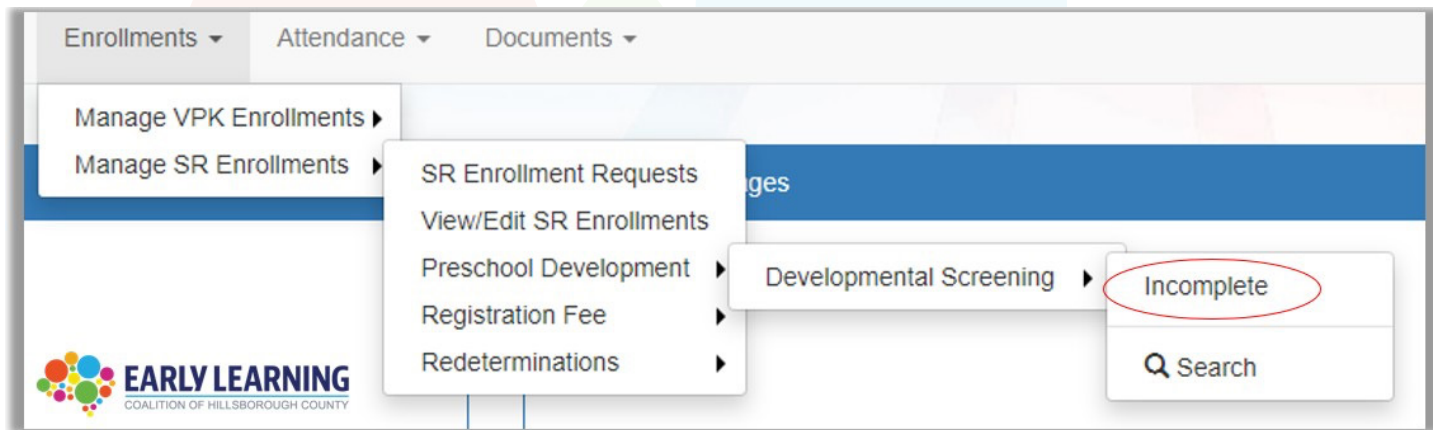 Enrollments Attendance Documents
Manage VPK Enrollments
Manage SR Enrollments
SR Enrollment Requests
View/Edit SR Enrollments
Preschool Development
Registration Fee
Redeterminations
Developmental Screening
Incomplete
Search
EARLY LEARNING
COALITION OF HILLSBOROUGH COUNTY